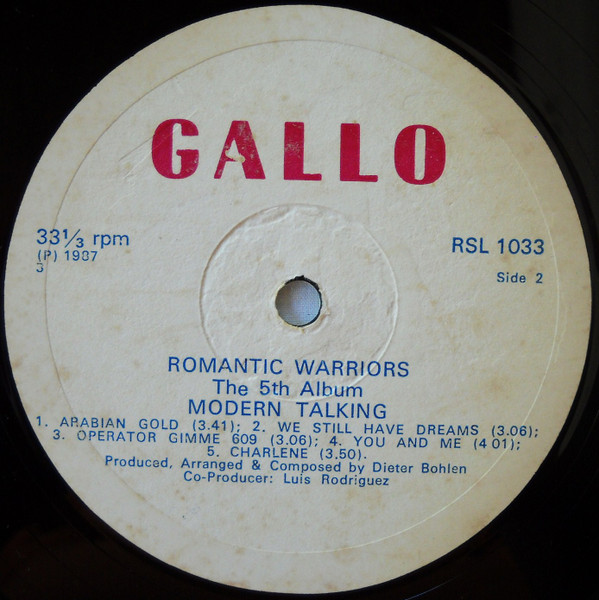 GALLO
33 1/3 rpm
(P) 1987
3
RSL 1033
Side 2
ROMANTIC WARRIORS
The 5th Album
MODERN TALKING
1. ARABIAN GOLD (3.41); 2. WE STILL HAVE DREAMS (3.06);
3. OPERATOR GIMME 609 (3.06); 4. YOU AND ME (4 01);
5. CHARLENE (3.50).
Produced, Arranged & Composed by Dieter Bohlen
Co-Producer: Luis Rodriguez